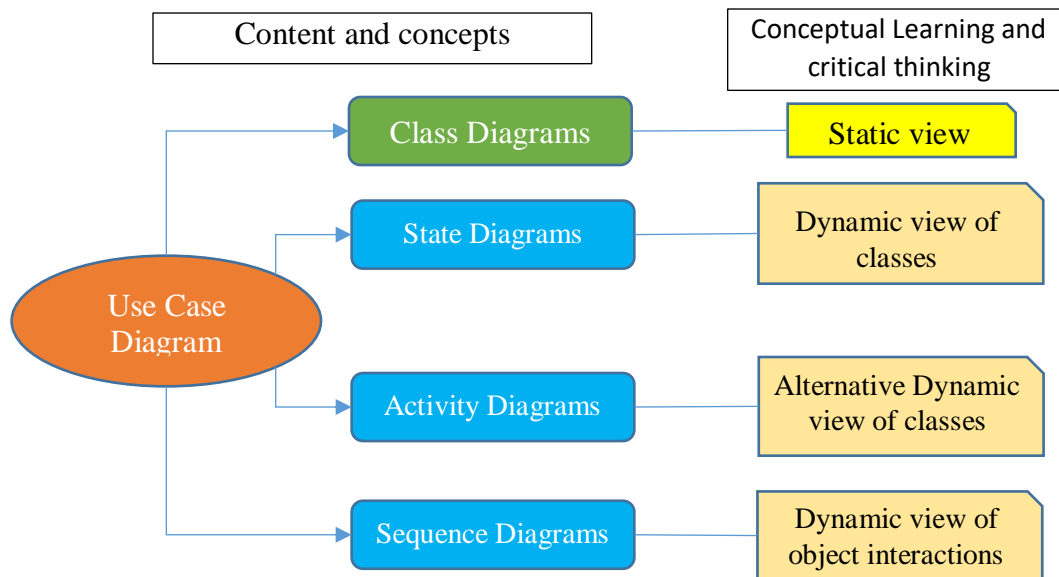 Content and concepts
Conceptual Learning and
critical thinking
Class Diagrams
Static view
State Diagrams
Dynamic view of
classes
Use Case
Diagram
Activity Diagrams
Alternative Dynamic
view of classes
Sequence Diagrams
Dynamic view of
object interactions